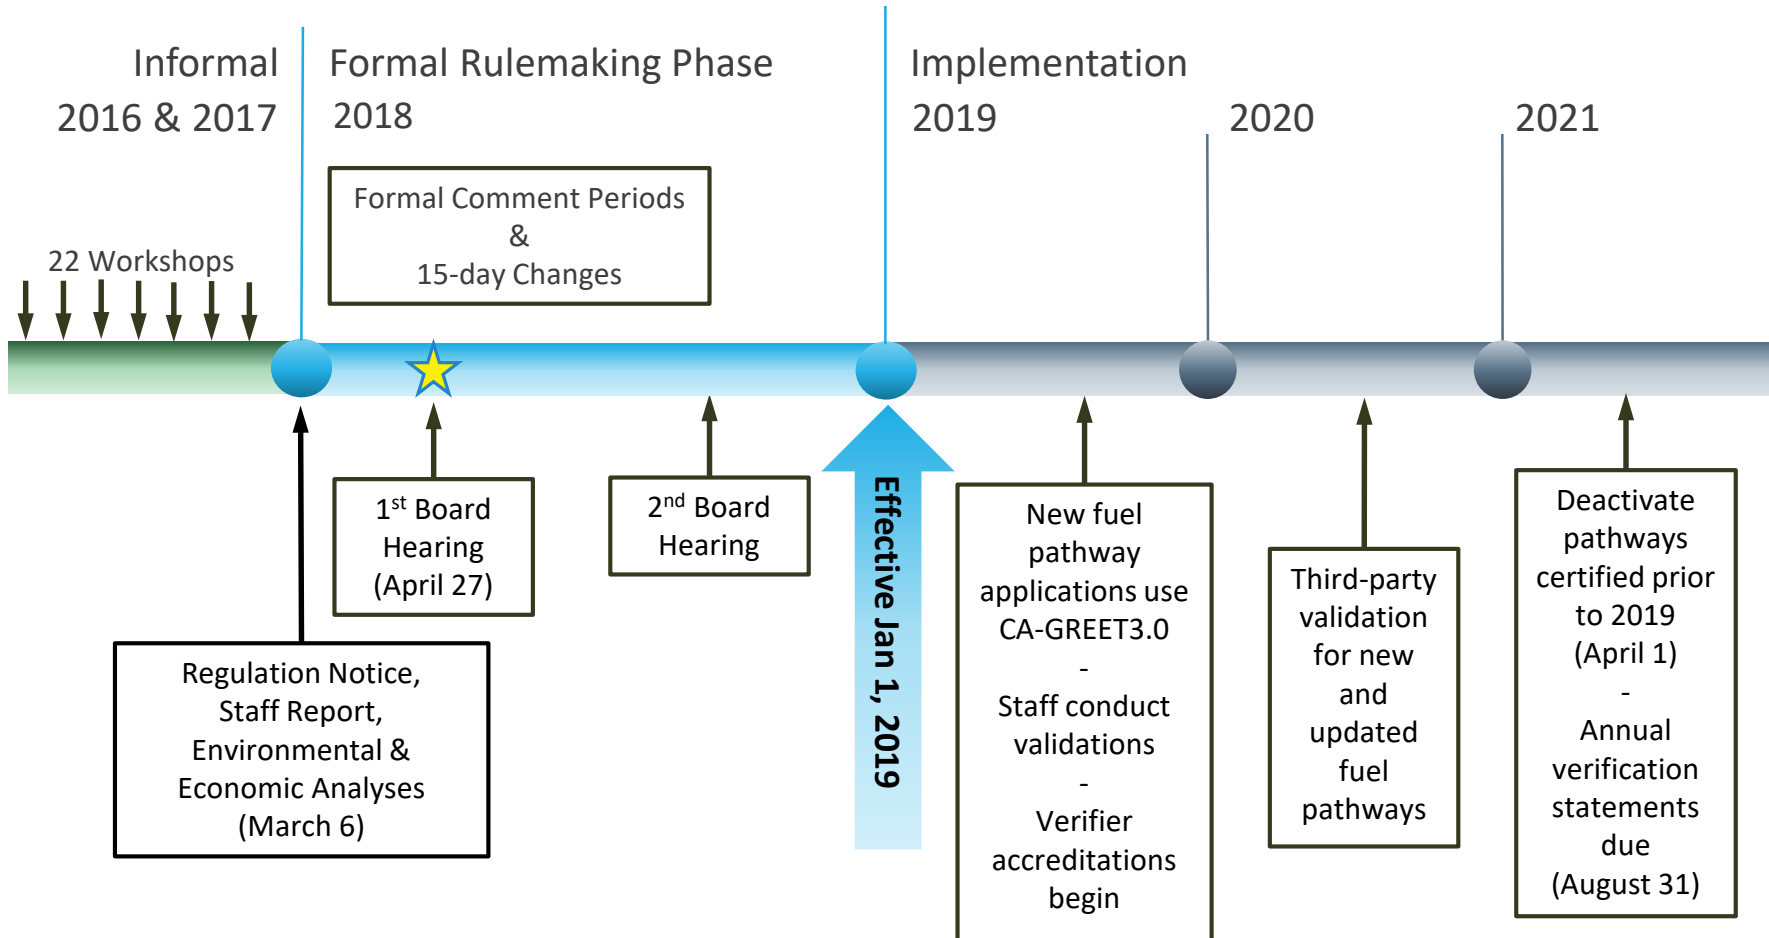 Informal
2016 & 2017
Formal Rulemaking Phase
2018
Implementation
2019
2020
2021
22 Workshops
Formal Comment Periods
&
15-day Changes
Regulation Notice,
Staff Report,
Environmental &
Economic Analyses
(March 6)
1st Board
Hearing
(April 27)
2nd Board
Hearing
Effective Jan 1, 2019
New fuel
pathway
applications use
CA-GREET3.0
-
Staff conduct
validations
-
Verifier
accreditations
begin
Third-party
validation
for new
and
updated
fuel
pathways
Deactivate
pathways
certified prior
to 2019
(April 1)
-
Annual
verification
statements
due
(August 31)